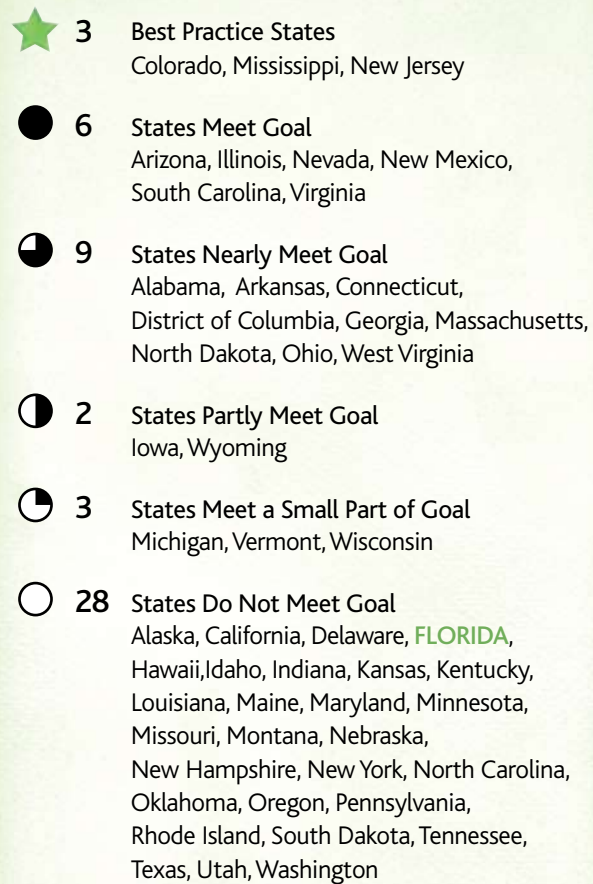 3 Best Practice States
Colorado, Mississippi, New Jersey
6 States Meet Goal
Arizona, Illinois, Nevada, New Mexico,
South Carolina, Virginia
9 States Nearly Meet Goal
Alabama, Arkansas, Connecticut,
District of Columbia, Georgia, Massachusetts,
North Dakota, Ohio, West Virginia
2 States Partly Meet Goal
Iowa, Wyoming
3 States Meet a Small Part of Goal
Michigan, Vermont, Wisconsin
28 States Do Not Meet Goal
Alaska, California, Delaware, FLORIDA,
Hawaii,Idaho, Indiana, Kansas, Kentucky,
Louisiana, Maine, Maryland, Minnesota,
Missouri, Montana, Nebraska,
New Hampshire, New York, North Carolina,
Oklahoma, Oregon, Pennsylvania,
Rhode Island, South Dakota, Tennessee,
Texas, Utah, Washington